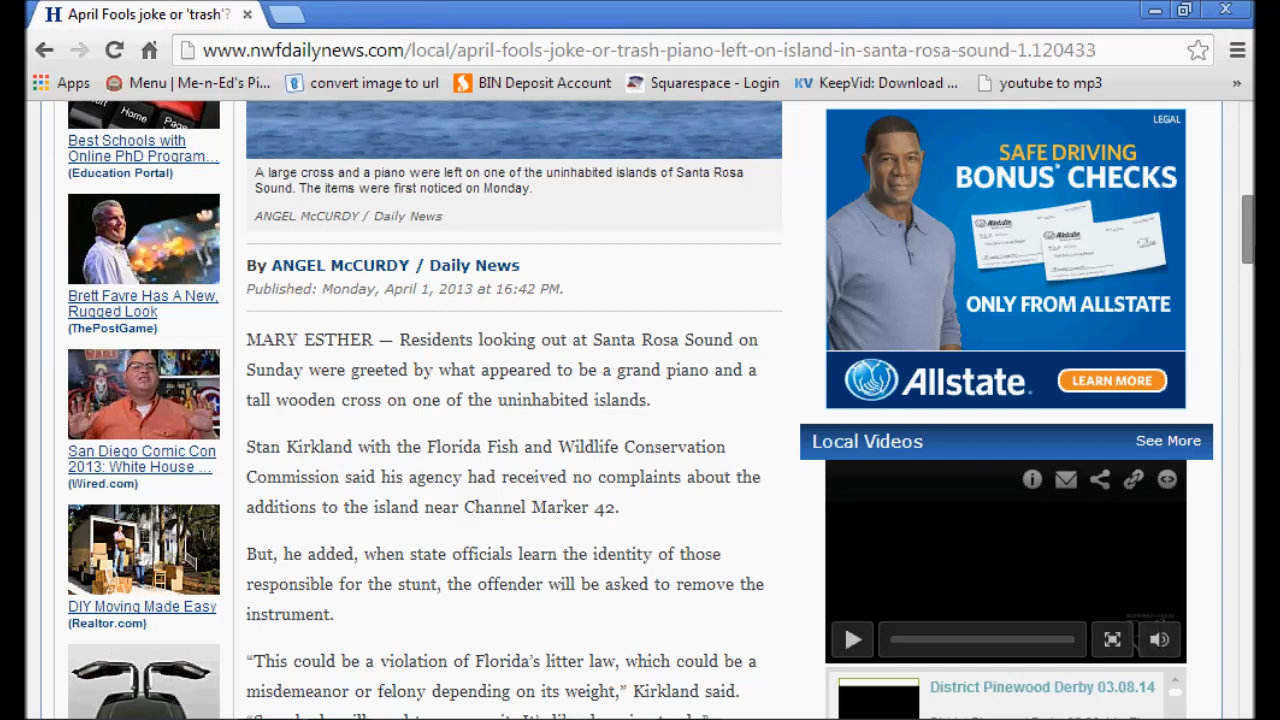 April Fools joke or 'trash'?
www.nwfdailynews.com/local/april-fools-joke-or-trash-piano-left-on-island-in-santa-rosa-sound-1.120433
Apps Menu | Me-n-Ed's Pi... convert image to url BIN Deposit Account Squarespace - Login KeepVid: Download ... youtube to mp3 »
Home
Page
Best Schools with
Online PhD Program...
(Education Portal)
Brett Favre Has A New,
Rugged Look
(ThePostGame)
San Diego Comic Con
2013: White House ...
(Wired.com)
DIY Moving Made Easy
(Realtor.com)
A large cross and a piano were left on one of the uninhabited islands of Santa Rosa
Sound. The items were first noticed on Monday.
ANGEL McCURDY / Daily News
By ANGEL McCURDY / Daily News
Published: Monday, April 1, 2013 at 16:42 PM.
MARY ESTHER — Residents looking out at Santa Rosa Sound on
Sunday were greeted by what appeared to be a grand piano and a
tall wooden cross on one of the uninhabited islands.
Stan Kirkland with the Florida Fish and Wildlife Conservation
Commission said his agency had received no complaints about the
additions to the island near Channel Marker 42.
But, he added, when state officials learn the identity of those
responsible for the stunt, the offender will be asked to remove the
instrument.
“This could be a violation of Florida’s litter law, which could be a
misdemeanor or felony depending on its weight,” Kirkland said.
LEGAL
SAFE DRIVING
BONUS* CHECKS
Allstate
Allstate
ONLY FROM ALLSTATE
Allstate.
LEARN MORE
Local Videos See More
District Pinewood Derby 03.08.14